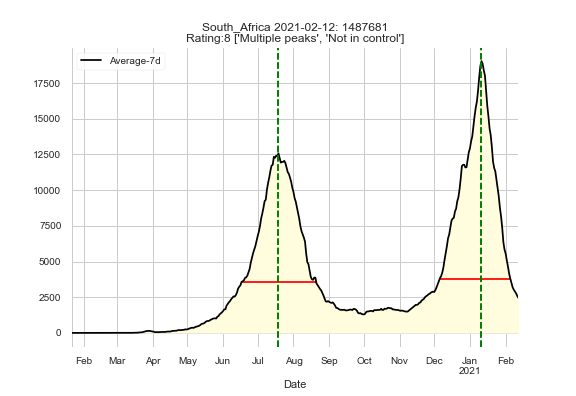 South_Africa 2021-02-12: 1487681
Rating:8 ['Multiple peaks', 'Not in control']
Average-7d
17500
15000
12500
10000
7500
5000
2500
0
Feb Mar Apr May Jun Jul Aug Sep Oct Nov Dec Jan Feb
2021
Date